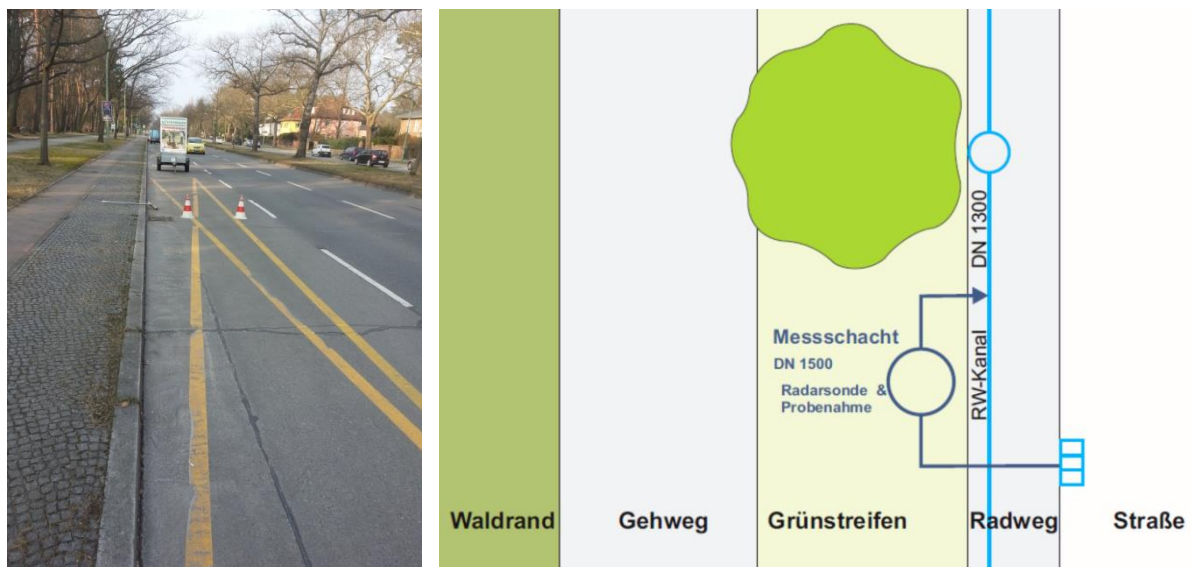 DN 1300
Messschacht
DN 1500
Radarsonde &
Probenahme
RW-Kanal
Waldrand
Gehweg
Grünstreifen
Radweg
Straße